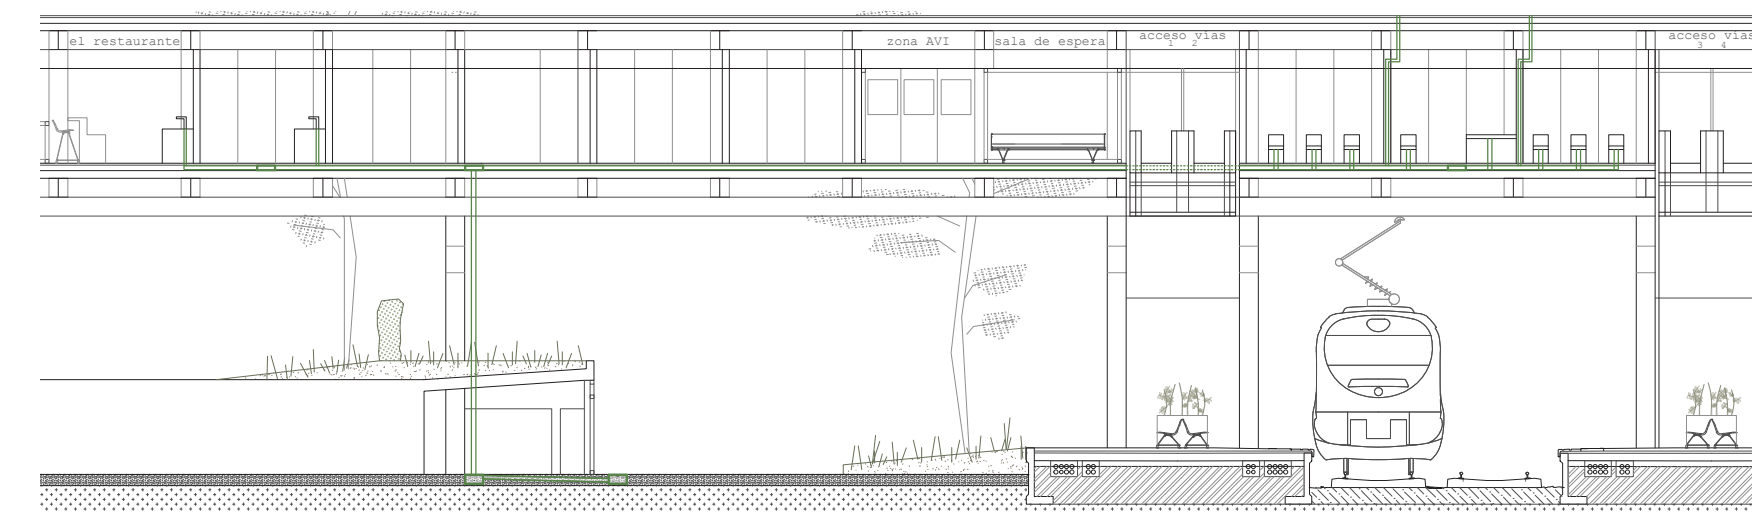 el restaurante
zona AVI
sala de espera
acceso vías
1 2
acceso vías
3 4